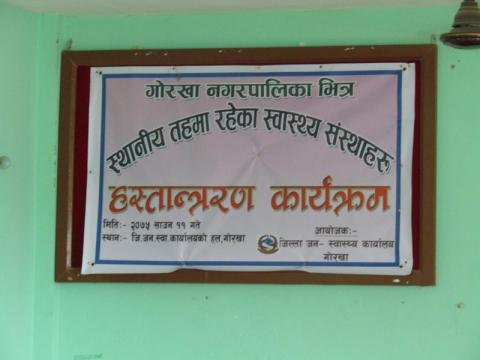 गोरखा नगरपालिका भित्र
स्थानीय तहमा रहेका स्वास्थ्य संस्थाहरु
हस्तान्त्ररण कार्यक्रम
मिति:- २०७५ साउन ११ गते
स्थान:- जि.जन.स्वा.कार्यालयको हल,गोरखा
आयोजक:-
जिल्ला जन- स्वास्थ्य कार्यालय
गोरखा